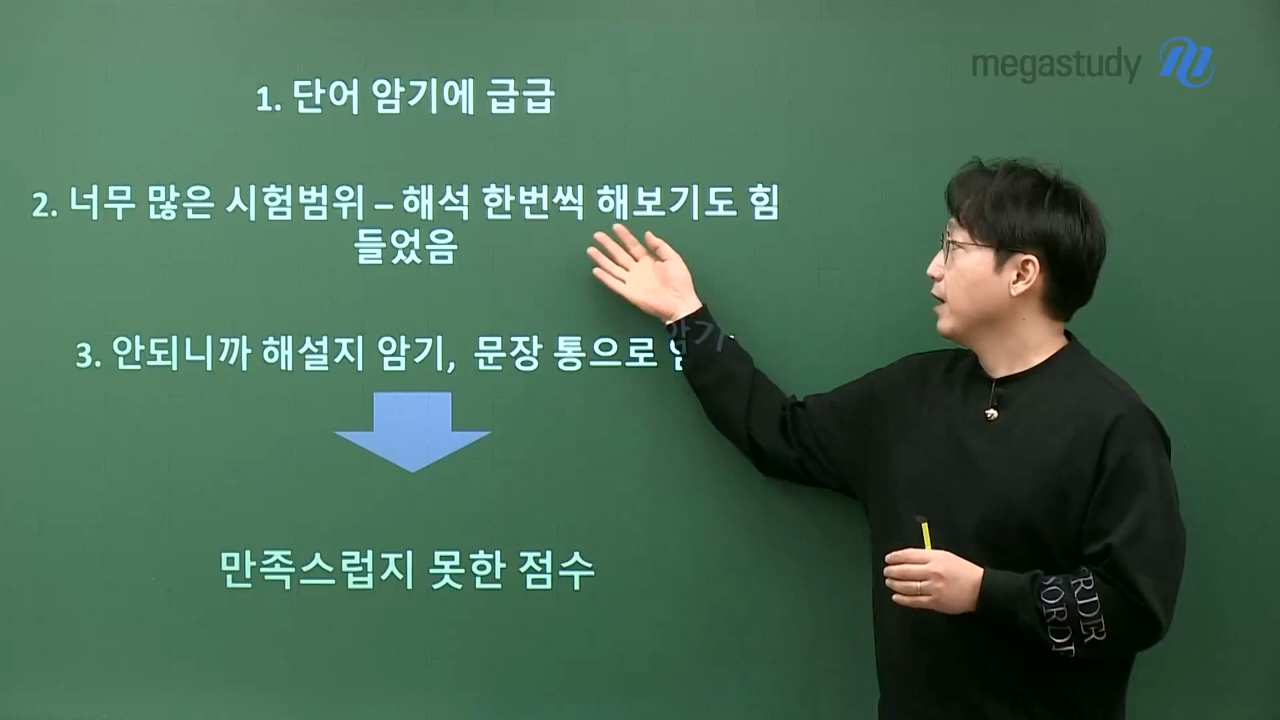 megastudy
1. 단어 암기에 급급
2. 너무 많은 시험범위 – 해석 한번씩 해보기도 힘
들었음
3. 안되니까 해설지 암기, 문장 통으로 암기
만족스럽지 못한 점수